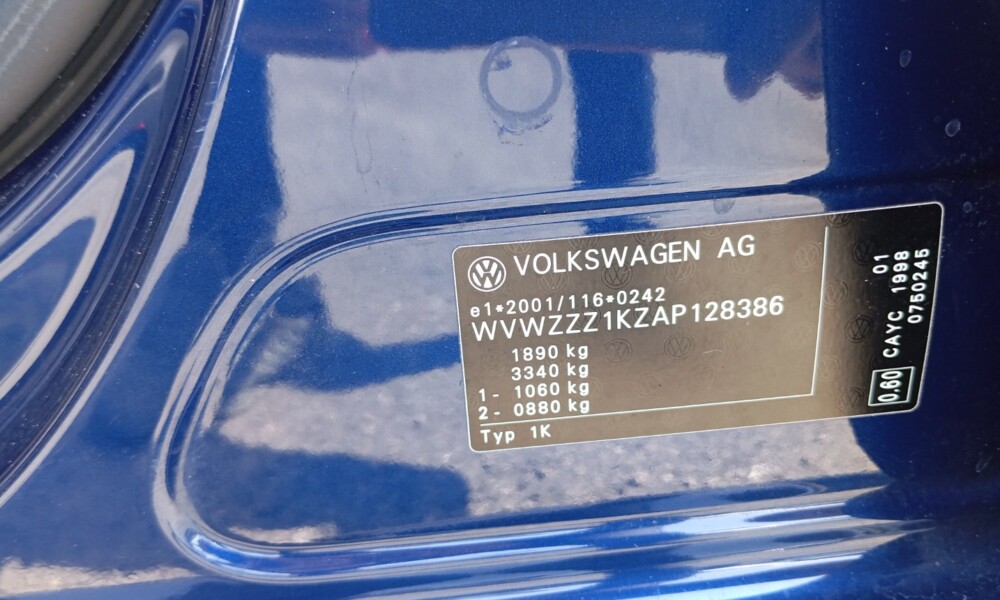 VOLKSWAGEN AG
e1*2001/116*0242
WVWZZZ1KZAP128386
1890 kg
3340 kg
1- 1060 kg
2- 0880 kg
Typ 1K
01
CAYC 1998
0750245
0.60